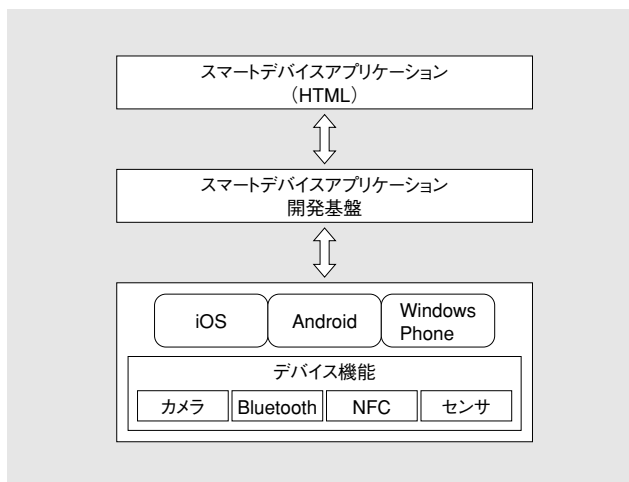 スマートデバイスアプリケーション
（HTML）
スマートデバイスアプリケーション
開発基盤
iOS
Android
Windows
Phone
デバイス機能
カメラ
Bluetooth
NFC
センサ